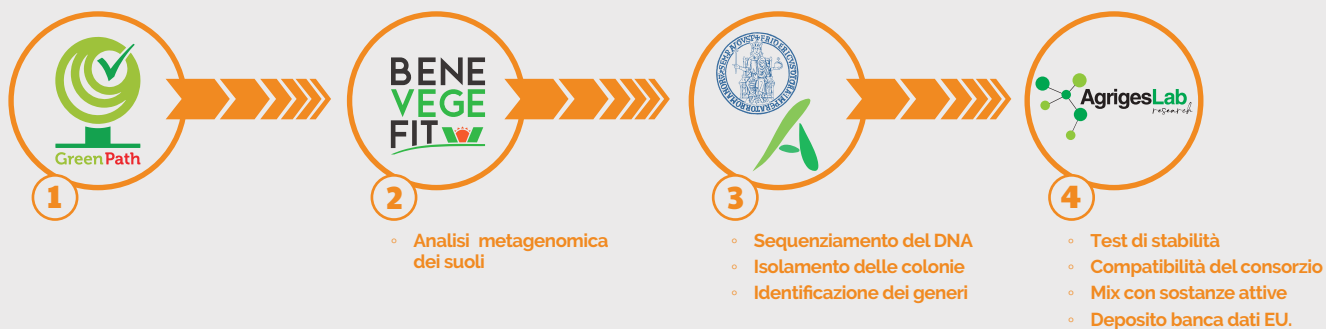 GreenPath
1
BENE
VEGE
FIT
2
◦ Analisi metagenomica
dei suoli
3
◦ Sequenziamento del DNA
◦ Isolamento delle colonie
◦ Identificazione dei generi
AgrigesLab
research
4
◦ Test di stabilità
◦ Compatibilità del consorzio
◦ Mix con sostanze attive
◦ Deposito banca dati EU.